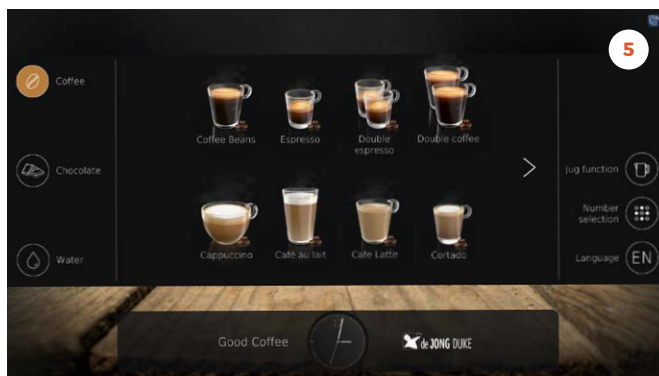 5
Coffee
Chocolate
Water
Coffee Beans
Espresso
Double
espresso
Double coffee
Cappuccino
Café au lait
Cafe Latte
Cortado
Jug function
Number
selection
Language
EN
Good Coffee
12
de JONG DUKE